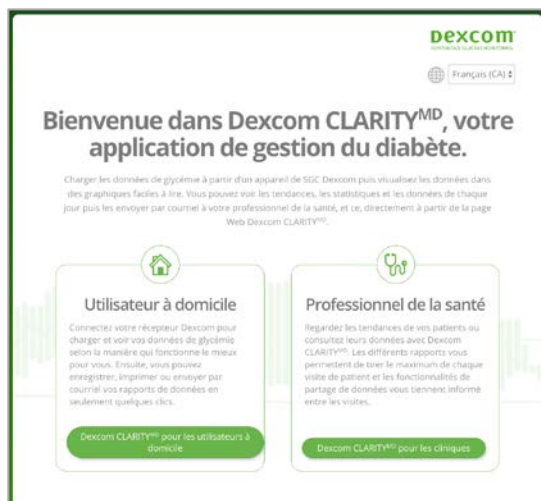 Dexcom
CONTINUOUS GLUCOSE MONITORING
Français (CA)
Bienvenue dans Dexcom CLARITYᴹᴰ, votre
application de gestion du diabète.
Charger les données de glycémie à partir d'un appareil de SGC Dexcom puis visualisez les données dans
des graphiques faciles à lire. Vous pouvez voir les tendances, les statistiques et les données de chaque
jour puis les envoyer par courriel à votre professionnel de la santé, et ce, directement à partir de la page
Web Dexcom CLARITYᴹᴰ.
Utilisateur à domicile
Connectez votre récepteur Dexcom pour
charger et voir vos données de glycémie
selon la manière qui fonctionne le mieux
pour vous. Ensuite, vous pouvez
enregistrer, imprimer ou envoyer par
courriel vos rapports de données en
seulement quelques clics.
Dexcom CLARITYᴹᴰ pour les utilisateurs à
domicile
Professionnel de la santé
Regardez les tendances de vos patients ou
consultez leurs données avec Dexcom
CLARITYᴹᴰ. Les différents rapports vous
permettent de tirer le maximum de chaque
visite de patient et les fonctionnalités de
partage de données vous tiennent informé
entre les visites.
Dexcom CLARITYᴹᴰ pour les cliniques